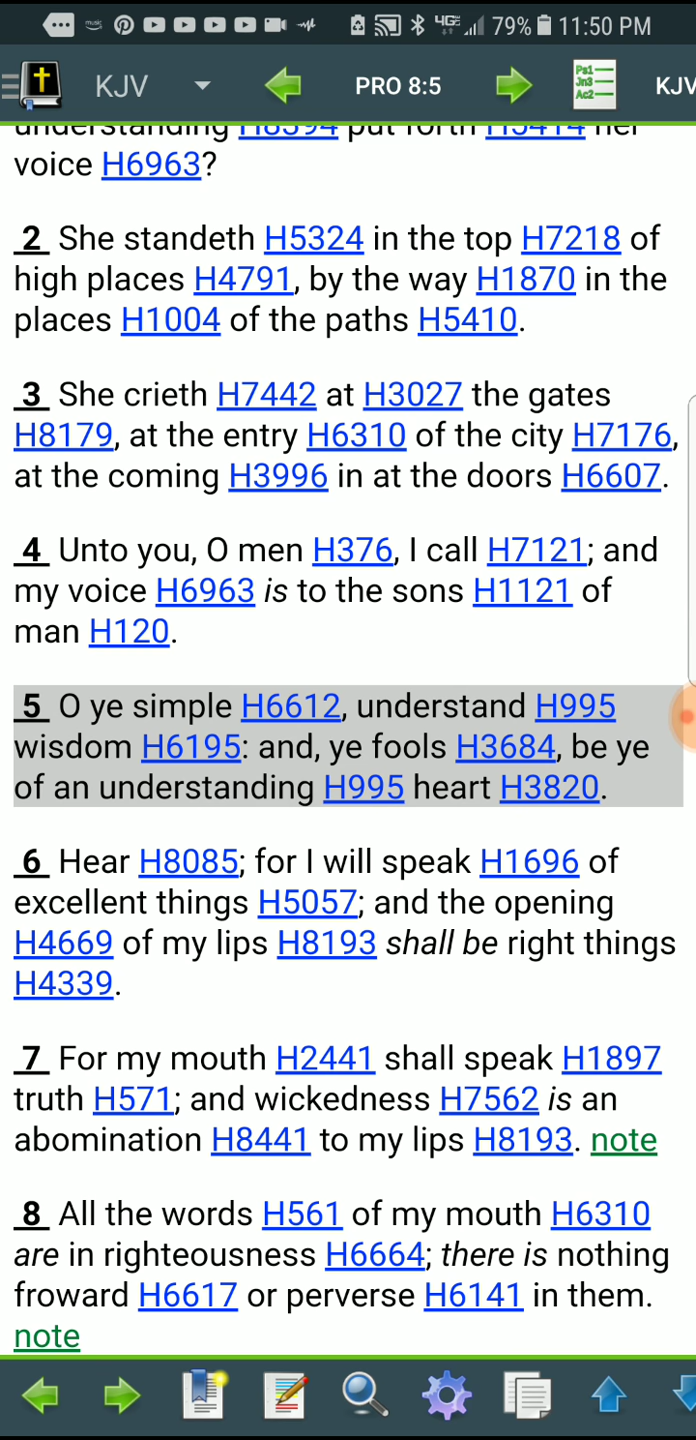 79% 11:50 PM
KJV PRO 8:5 KJV
understanding H8394 put forth H5414 her
voice H6963?
2 She standeth H5324 in the top H7218 of
high places H4791, by the way H1870 in the
places H1004 of the paths H5410.
3 She crieth H7442 at H3027 the gates
H8179, at the entry H6310 of the city H7176,
at the coming H3996 in at the doors H6607.
4 Unto you, O men H376, I call H7121; and
my voice H6963 is to the sons H1121 of
man H120.
5 O ye simple H6612, understand H995
wisdom H6195: and, ye fools H3684, be ye
of an understanding H995 heart H3820.
6 Hear H8085; for I will speak H1696 of
excellent things H5057; and the opening
H4669 of my lips H8193 shall be right things
H4339.
7 For my mouth H2441 shall speak H1897
truth H571; and wickedness H7562 is an
abomination H8441 to my lips H8193. note
8 All the words H561 of my mouth H6310
are in righteousness H6664; there is nothing
froward H6617 or perverse H6141 in them.
note